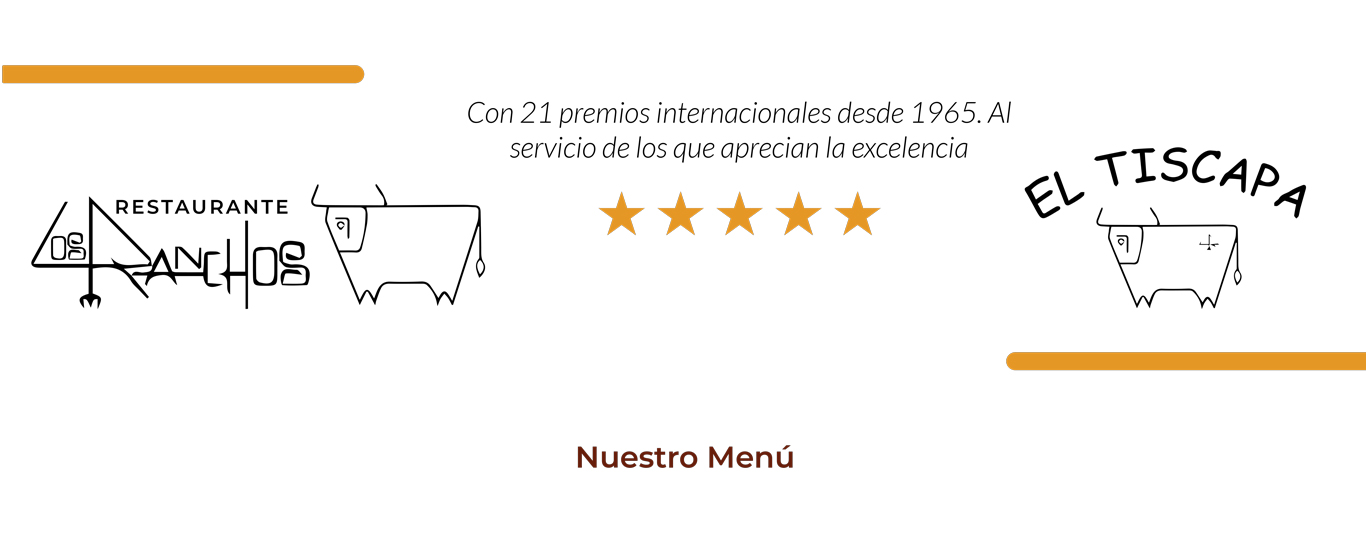 Con 21 premios internacionales desde 1965. Al
servicio de los que aprecian la excelencia
RESTAURANTE
LOS RANCHOS
EL TISCAPA
Nuestro Menú